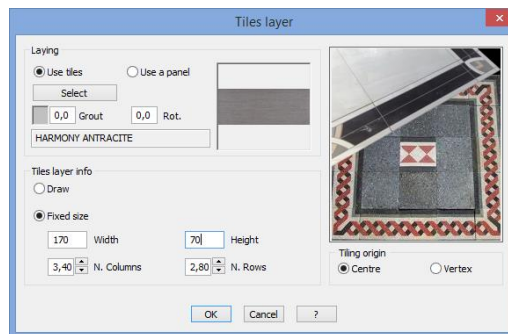 Tiles layer
Laying
Use tiles
Use a panel
Select
0,0 Grout 0,0 Rot.
HARMONY ANTRACITE
Tiles layer info
Draw
Fixed size
170 Width 70 Height
3,40 N. Columns 2,80 N. Rows
Tiling origin
Centre
Vertex
OK Cancel ?